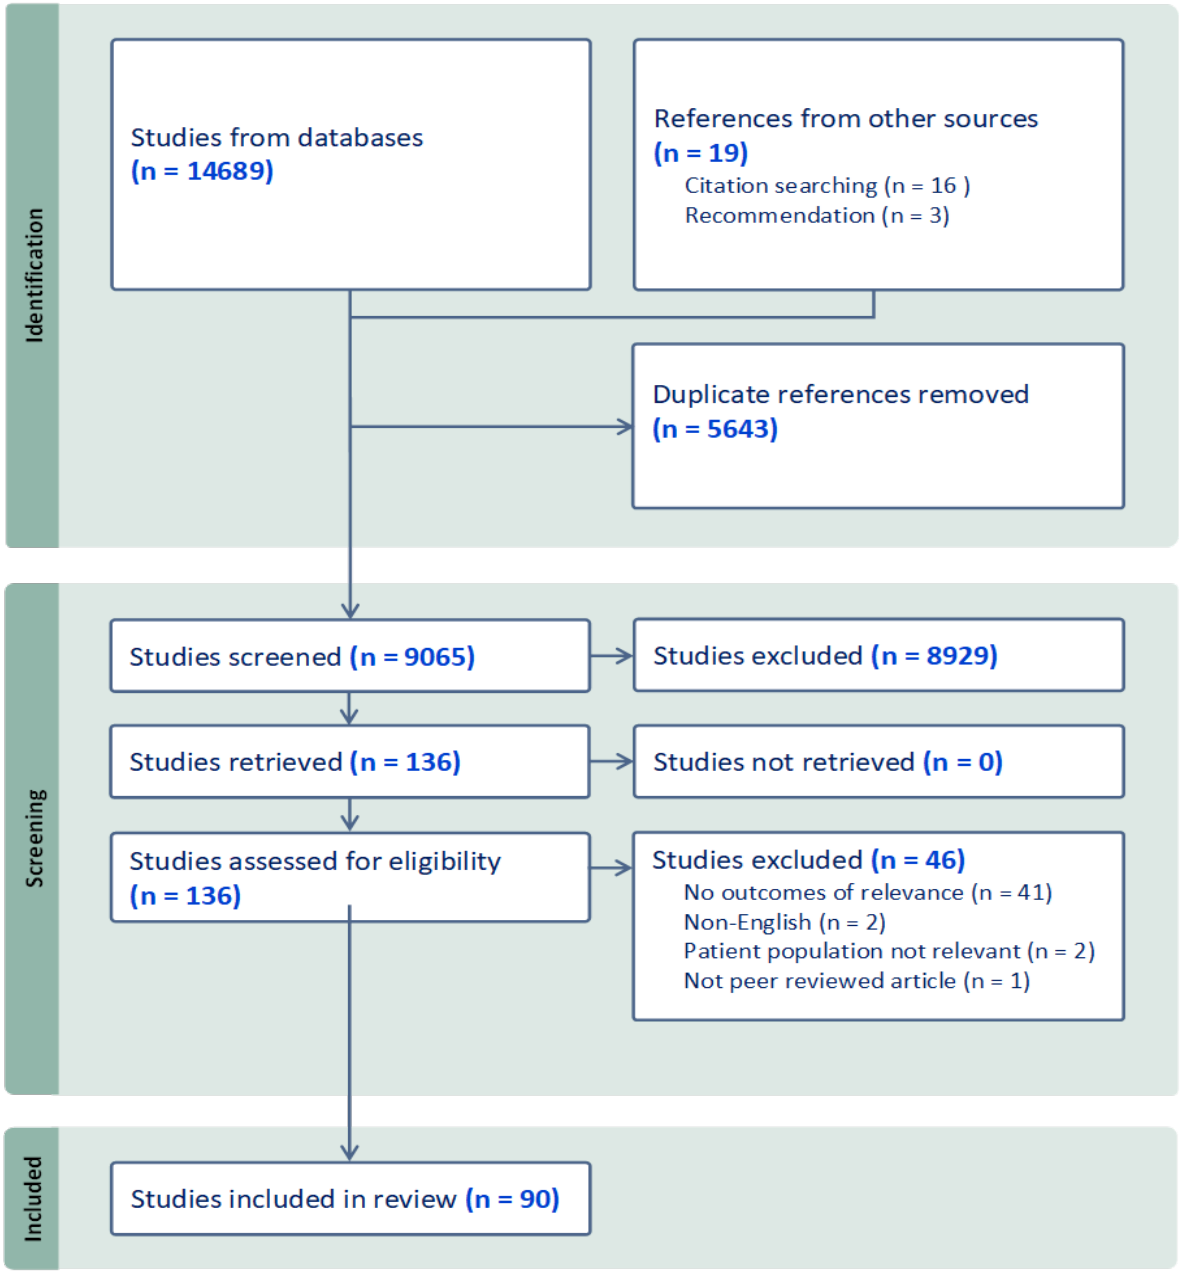 Identification
Studies from databases
(n = 14689)
References from other sources
(n = 19)
Citation searching (n = 16 )
Recommendation (n = 3)
Duplicate references removed
(n = 5643)
Screening
Studies screened (n = 9065)
Studies excluded (n = 8929)
Studies retrieved (n = 136)
Studies not retrieved (n = 0)
Studies assessed for eligibility
(n = 136)
Studies excluded (n = 46)
No outcomes of relevance (n = 41)
Non-English (n = 2)
Patient population not relevant (n = 2)
Not peer reviewed article (n = 1)
Included
Studies included in review (n = 90)